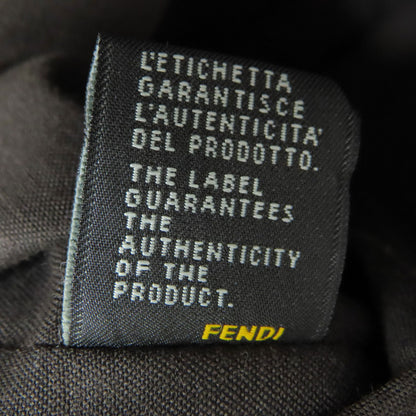 L'ETICHETTA
GARANTISCE
L'AUTENTICITA'
DEL PRODOTTO.
THE LABEL
GUARANTEES
THE
AUTHENTICITY
OF THE
PRODUCT.
FENDI